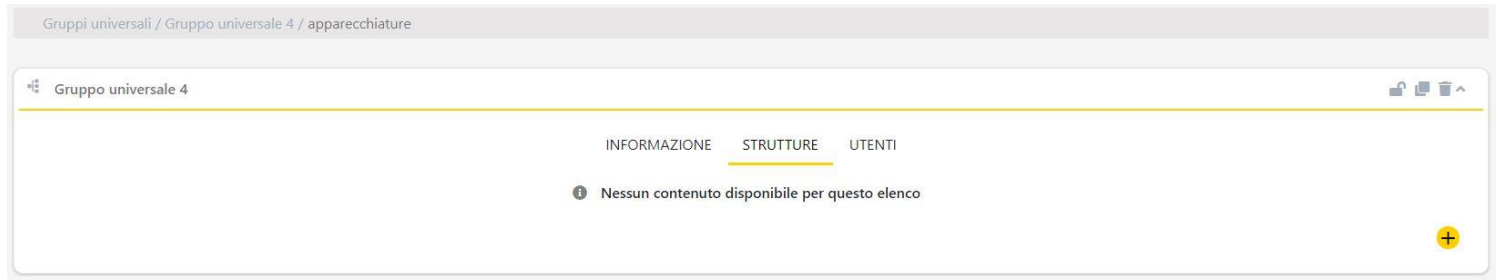 Gruppi universali / Gruppo universale 4 / apparecchiature
Gruppo universale 4
INFORMAZIONE STRUTTURE UTENTI
Nessun contenuto disponibile per questo elenco